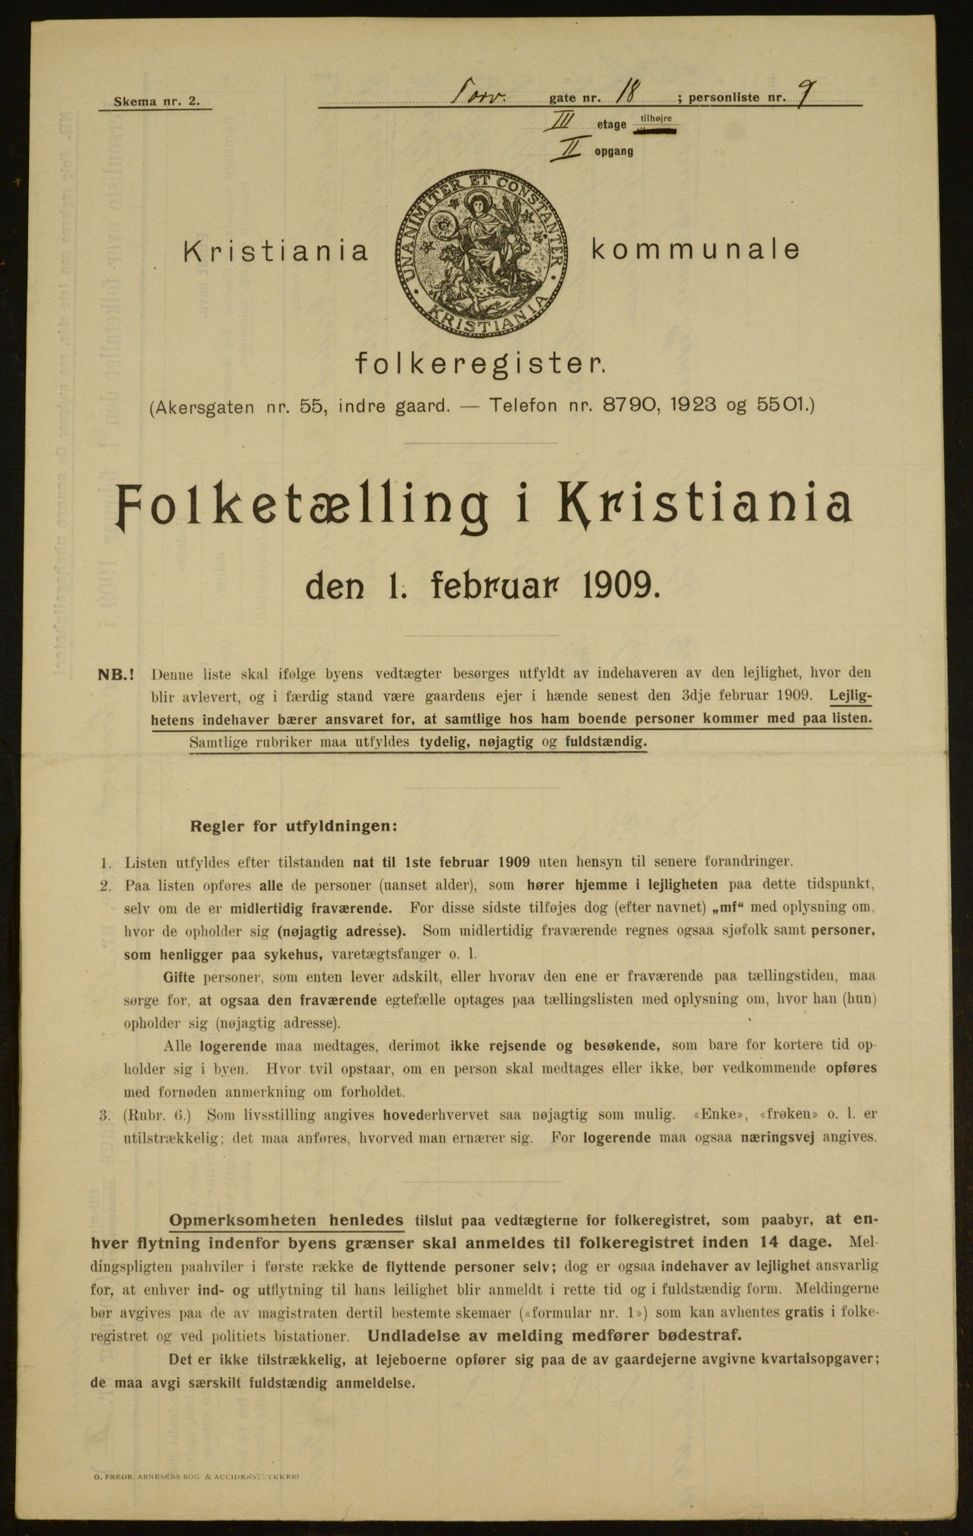 Skema nr. 2.
Torv. gate nr. 18 ; personliste nr. 9
III etage tilhøjre
II opgang
UNANIMITER ET CONSTANTER
KRISTIANIA
Kristiania kommunale
folkeregister.
(Akersgaten nr. 55, indre gaard. — Telefon nr. 8790, 1923 og 5501.)
Folketælling i Kristiania
den 1. februar 1909.
NB.! Denne liste skal ifølge byens vedtægter besørges utfyldt av indehaveren av den lejlighet, hvor den
blir avlevert, og i færdig stand være gaardens ejer i hænde senest den 3dje februar 1909. Lejlig-
hetens indehaver bærer ansvaret for, at samtlige hos ham boende personer kommer med paa listen.
Samtlige rubriker maa utfyldes tydelig, nøjagtig og fuldstændig.
Regler for utfyldningen:
1. Listen utfyldes efter tilstanden nat til 1ste februar 1909 uten hensyn til senere forandringer.
2. Paa listen opføres alle de personer (uanset alder), som hører hjemme i lejligheten paa dette tidspunkt,
selv om de er midlertidig fraværende. For disse sidste tilføjes dog (efter navnet) „mf“ med oplysning om,
hvor de opholder sig (nøjagtig adresse). Som midlertidig fraværende regnes ogsaa sjøfolk samt personer,
som henligger paa sykehus, varetægtsfanger o. l.
Gifte personer, som enten lever adskilt, eller hvorav den ene er fraværende paa tællingstiden, maa
sørge for, at ogsaa den fraværende egtefælle optages paa tællingslisten med oplysning om, hvor han (hun)
opholder sig (nøjagtig adresse).
Alle logerende maa medtages, derimot ikke rejsende og besøkende, som bare for kortere tid op-
holder sig i byen. Hvor tvil opstaar, om en person skal medtages eller ikke, bør vedkommende opføres
med fornøden anmerkning om forholdet.
3. (Rubr. 6.) Som livsstilling angives hovederhvervet saa nøjagtig som mulig. «Enke», «frøken» o. l. er
utilstrækkelig; det maa anføres, hvorved man ernærer sig. For logerende maa ogsaa næringsvej angives.
Opmerksomheten henledes tilslut paa vedtægterne for folkeregistret, som paabyr, at en-
hver flytning indenfor byens grænser skal anmeldes til folkeregistret inden 14 dage. Mel-
dingspligten paahviler i første række de flyttende personer selv; dog er ogsaa indehaver av lejlighet ansvarlig
for, at enhver ind- og utflytning til hans leilighet blir anmeldt i rette tid og i fuldstændig form. Meldingerne
bør avgives paa de av magistraten dertil bestemte skemaer («formular nr. 1») som kan avhentes gratis i folke-
registret og ved politiets bistationer. Undladelse av melding medfører bødestraf.
Det er ikke tilstrækkelig, at lejeboerne opfører sig paa de av gaardejerne avgivne kvartalsopgaver;
de maa avgi særskilt fuldstændig anmeldelse.
O. FREDR. ARNESENS BOG- & ACCIDENSTRYKKERI